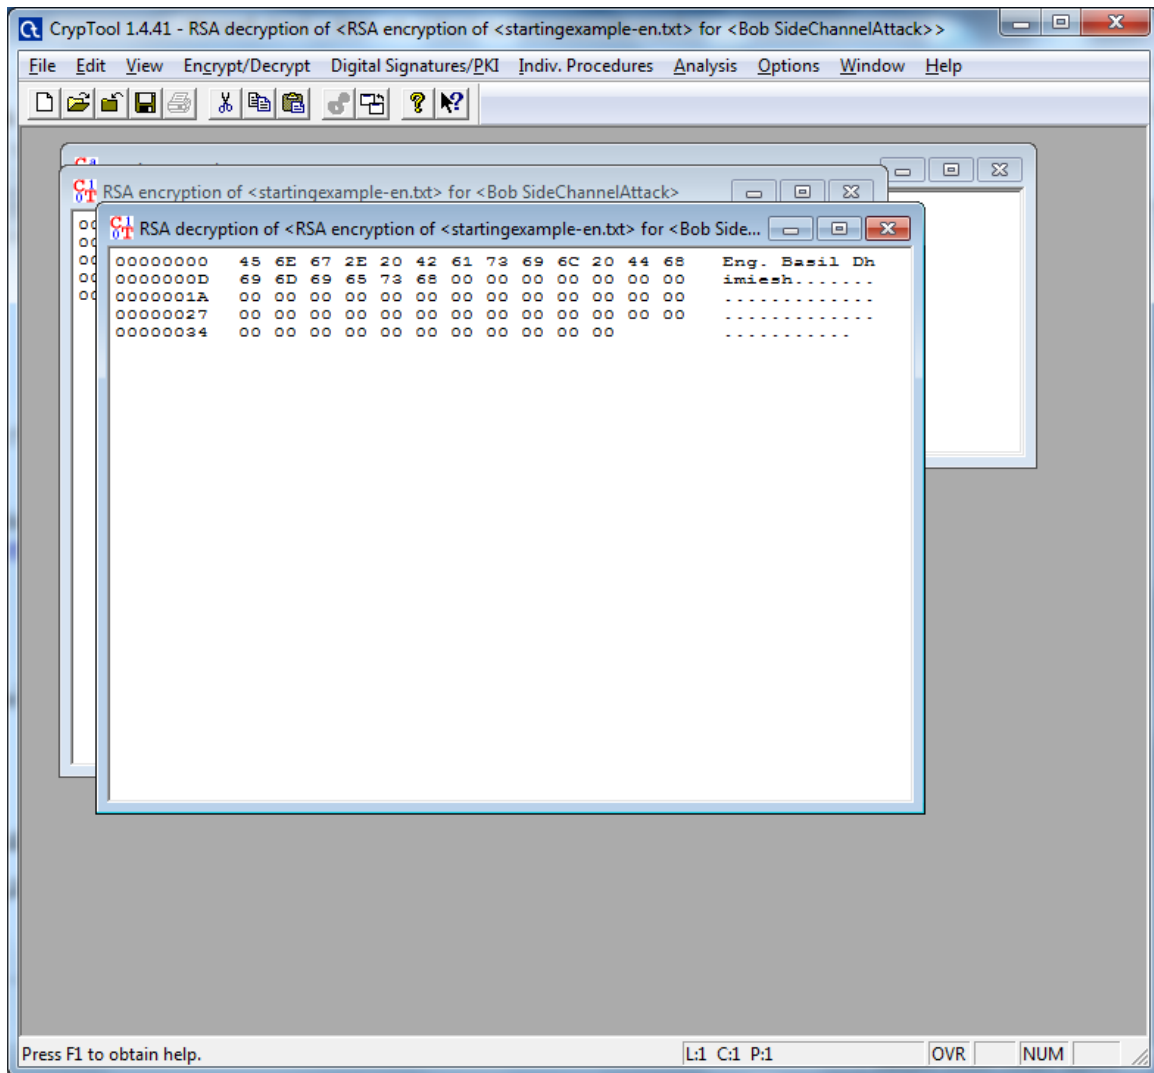 CrypTool 1.4.41 - RSA decryption of <RSA encryption of <startingexample-en.txt> for <Bob SideChannelAttack>>
File Edit View Encrypt/Decrypt Digital Signatures/PKI Indiv. Procedures Analysis Options Window Help
RSA encryption of <startingexample-en.txt> for <Bob SideChannelAttack>
RSA decryption of <RSA encryption of <startingexample-en.txt> for <Bob Side...
00000000 45 6E 67 2E 20 42 61 73 69 6C 20 44 68 Eng. Basil Dh
0000000D 69 6D 69 65 73 68 00 00 00 00 00 00 00 imiesh.......
0000001A 00 00 00 00 00 00 00 00 00 00 00 00 00 .............
00000027 00 00 00 00 00 00 00 00 00 00 00 00 00 .............
00000034 00 00 00 00 00 00 00 00 00 00 00 ...........
Press F1 to obtain help. L:1 C:1 P:1 OVR NUM